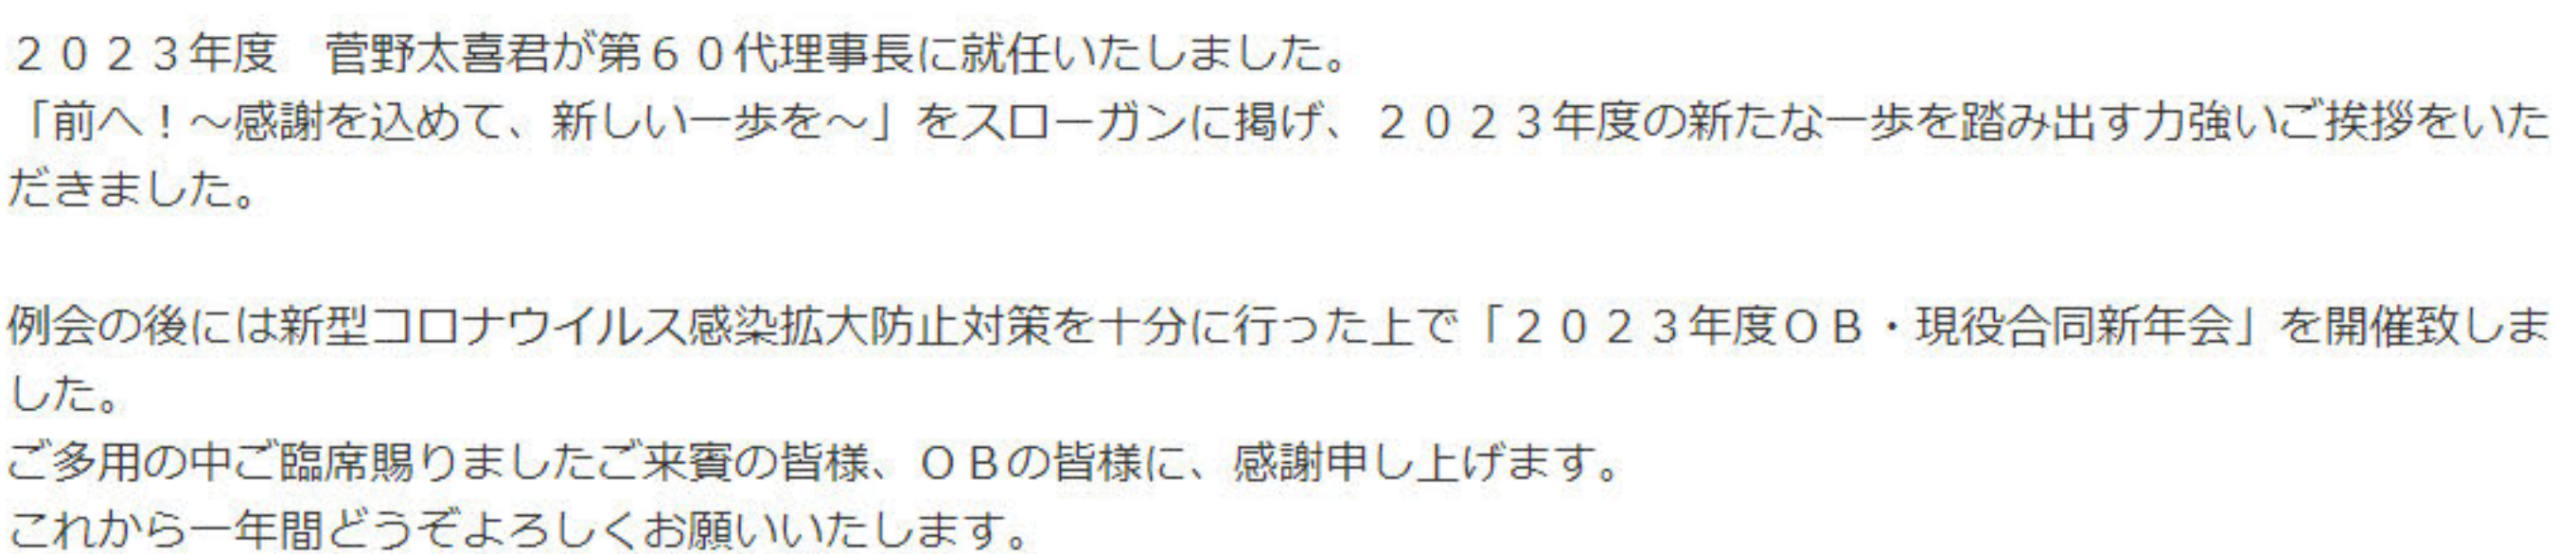 ２０２３年度　菅野太喜君が第６０代理事長に就任いたしました。
「前へ！～感謝を込めて、新しい一歩を～」をスローガンに掲げ、２０２３年度の新たな一歩を踏み出す力強いご挨拶をいた
だきました。
例会の後には新型コロナウイルス感染拡大防止対策を十分に行った上で「２０２３年度ＯＢ・現役合同新年会」を開催致しま
した。
ご多用の中ご臨席賜りましたご来賓の皆様、ＯＢの皆様に、感謝申し上げます。
これから一年間どうぞよろしくお願いいたします。